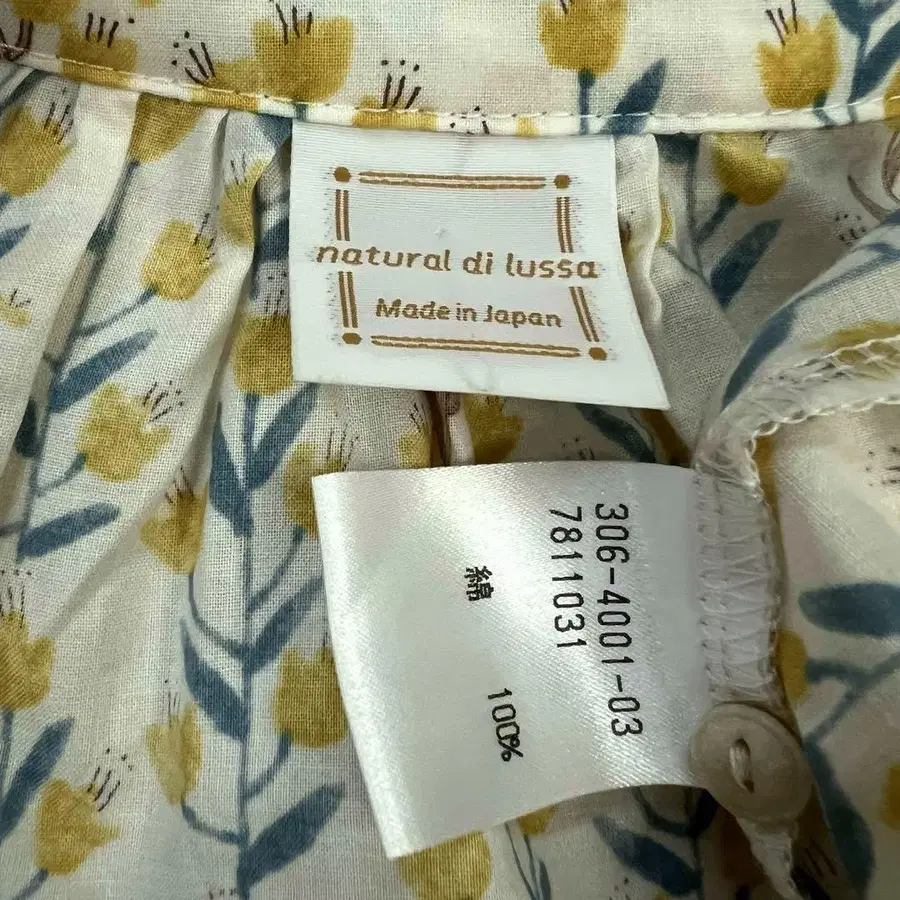 natural di lussa
Made in Japan
306-4001-03
7811031
綿 100%